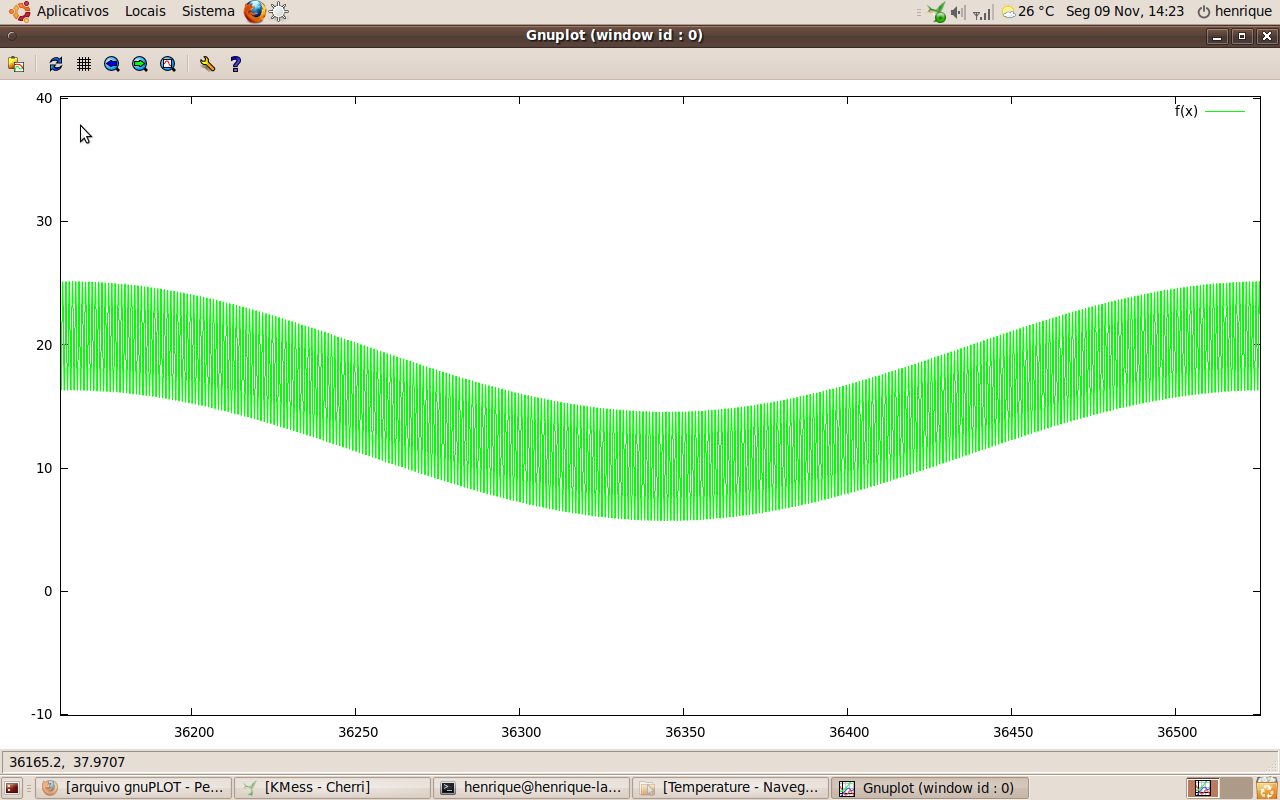 Aplicativos Locais Sistema 26 °C Seg 09 Nov, 14:23 henrique
Gnuplot (window id : 0)
f(x)
40
30
20
10
0
-10
36200 36250 36300 36350 36400 36450 36500
36165.2, 37.9707
[arquivo gnuPLOT - Pe... [KMess - Cherri] henrique@henrique-la... [Temperature - Naveg... Gnuplot (window id : 0)